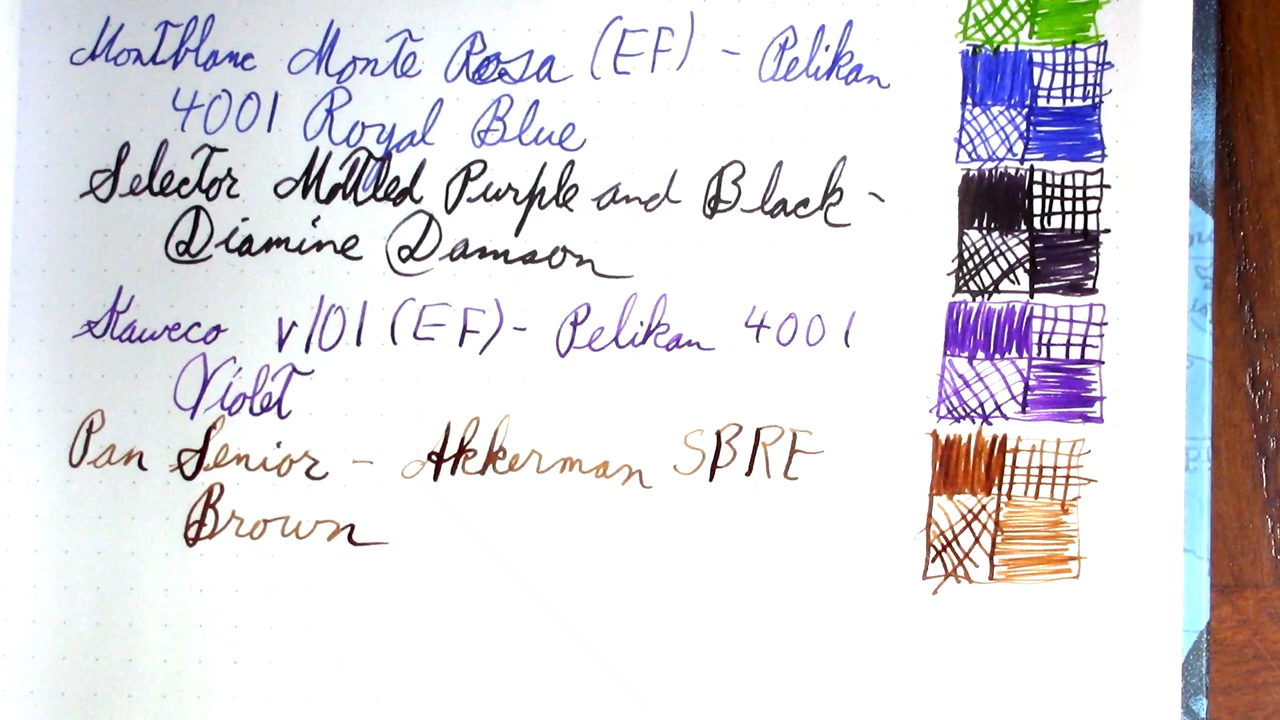 Montblanc Monte Rosa (EF) - Pelikan
4001 Royal Blue
Selector Mottled Purple and Black -
Diamine Damson
Kaweco V101 (EF) - Pelikan 4001
Violet
Pan Senior - Akkerman SBRE
Brown